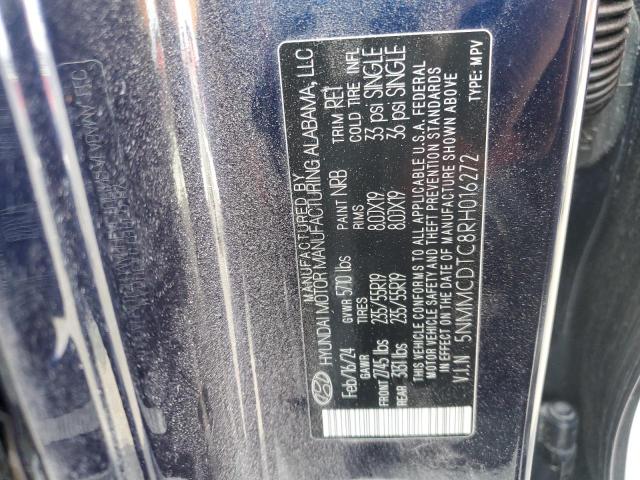 MANUFACTURED BY
HYUNDAI MOTOR MANUFACTURING ALABAMA, LLC
Feb/16/24 PAINT NRB TRIM REJ
GVWR 5710 lbs
GAWR TIRES RIMS COLD TIRE INFL
FRONT 2745 lbs 235/55R19 8.0JX19 33 psi SINGLE
REAR 3181 lbs 235/55R19 8.0JX19 36 psi SINGLE
THIS VEHICLE CONFORMS TO ALL APPLICABLE U.S.A. FEDERAL
MOTOR VEHICLE SAFETY AND THEFT PREVENTION STANDARDS
IN EFFECT ON THE DATE OF MANUFACTURE SHOWN ABOVE
V.I.N : 5NMMCDTC8RH016272 TYPE: MPV